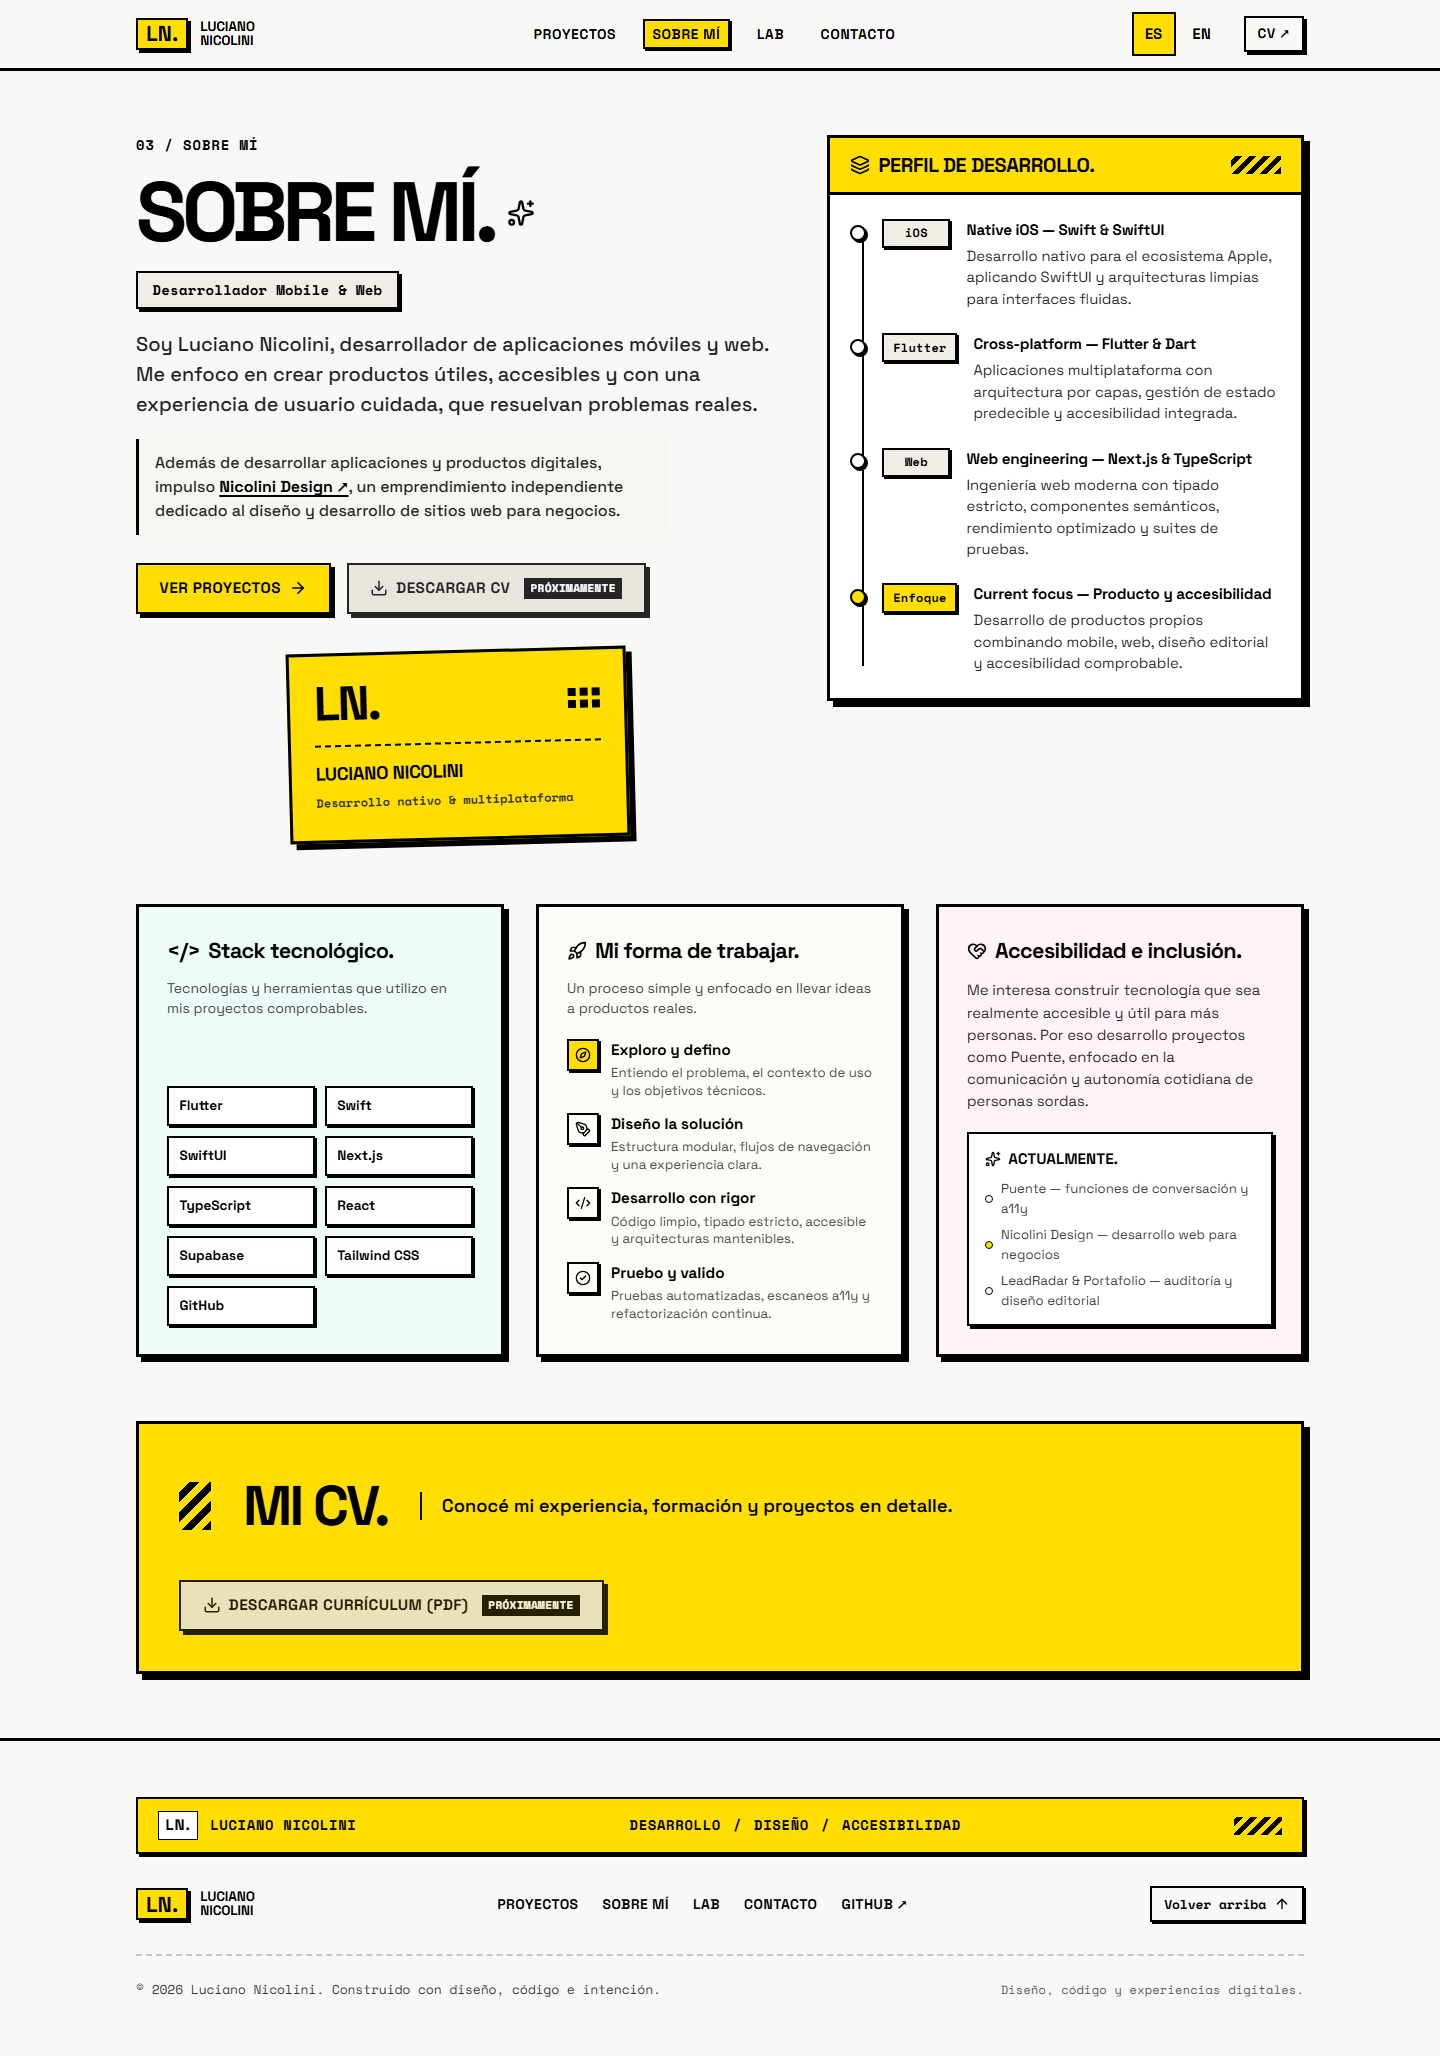 LN.
LUCIANO
NICOLINI
PROYECTOS
SOBRE MÍ
LAB
CONTACTO
ES
EN
CV ↗
03 / SOBRE MÍ
SOBRE MÍ.
Desarrollador Mobile & Web
Soy Luciano Nicolini, desarrollador de aplicaciones móviles y web.
Me enfoco en crear productos útiles, accesibles y con una
experiencia de usuario cuidada, que resuelvan problemas reales.
Además de desarrollar aplicaciones y productos digitales,
impulso Nicolini Design ↗, un emprendimiento independiente
dedicado al diseño y desarrollo de sitios web para negocios.
VER PROYECTOS →
DESCARGAR CV PRÓXIMAMENTE
LN.
LUCIANO NICOLINI
Desarrollo nativo & multiplataforma
PERFIL DE DESARROLLO.
iOS
Native iOS — Swift & SwiftUI
Desarrollo nativo para el ecosistema Apple,
aplicando SwiftUI y arquitecturas limpias
para interfaces fluidas.
Flutter
Cross-platform — Flutter & Dart
Aplicaciones multiplataforma con
arquitectura por capas, gestión de estado
predecible y accesibilidad integrada.
Web
Web engineering — Next.js & TypeScript
Ingeniería web moderna con tipado
estricto, componentes semánticos,
rendimiento optimizado y suites de
pruebas.
Enfoque
Current focus — Producto y accesibilidad
Desarrollo de productos propios
combinando mobile, web, diseño editorial
y accesibilidad comprobable.
</> Stack tecnológico.
Tecnologías y herramientas que utilizo en
mis proyectos comprobables.
Flutter
Swift
SwiftUI
Next.js
TypeScript
React
Supabase
Tailwind CSS
GitHub
Mi forma de trabajar.
Un proceso simple y enfocado en llevar ideas
a productos reales.
Exploro y defino
Entiendo el problema, el contexto de uso
y los objetivos técnicos.
Diseño la solución
Estructura modular, flujos de navegación
y una experiencia clara.
Desarrollo con rigor
Código limpio, tipado estricto, accesible
y arquitecturas mantenibles.
Pruebo y valido
Pruebas automatizadas, escaneos a11y y
refactorización continua.
Accesibilidad e inclusión.
Me interesa construir tecnología que sea
realmente accesible y útil para más
personas. Por eso desarrollo proyectos
como Puente, enfocado en la
comunicación y autonomía cotidiana de
personas sordas.
ACTUALMENTE.
Puente — funciones de conversación y
a11y
Nicolini Design — desarrollo web para
negocios
LeadRadar & Portafolio — auditoría y
diseño editorial
MI CV.
Conocé mi experiencia, formación y proyectos en detalle.
DESCARGAR CURRÍCULUM (PDF) PRÓXIMAMENTE
LN. LUCIANO NICOLINI
DESARROLLO / DISEÑO / ACCESIBILIDAD
LN.
LUCIANO
NICOLINI
PROYECTOS
SOBRE MÍ
LAB
CONTACTO
GITHUB ↗
Volver arriba ↑
© 2026 Luciano Nicolini. Construido con diseño, código e intención.
Diseño, código y experiencias digitales.